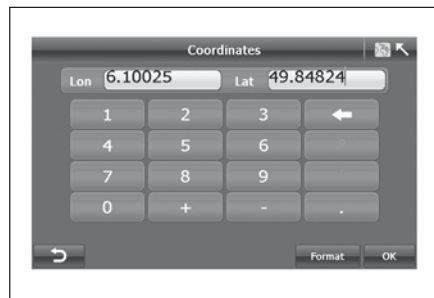 Coordinates
Lon 6.10025 Lat 49.84824
1 2 3
4 5 6
7 8 9
0 + - .
Format OK